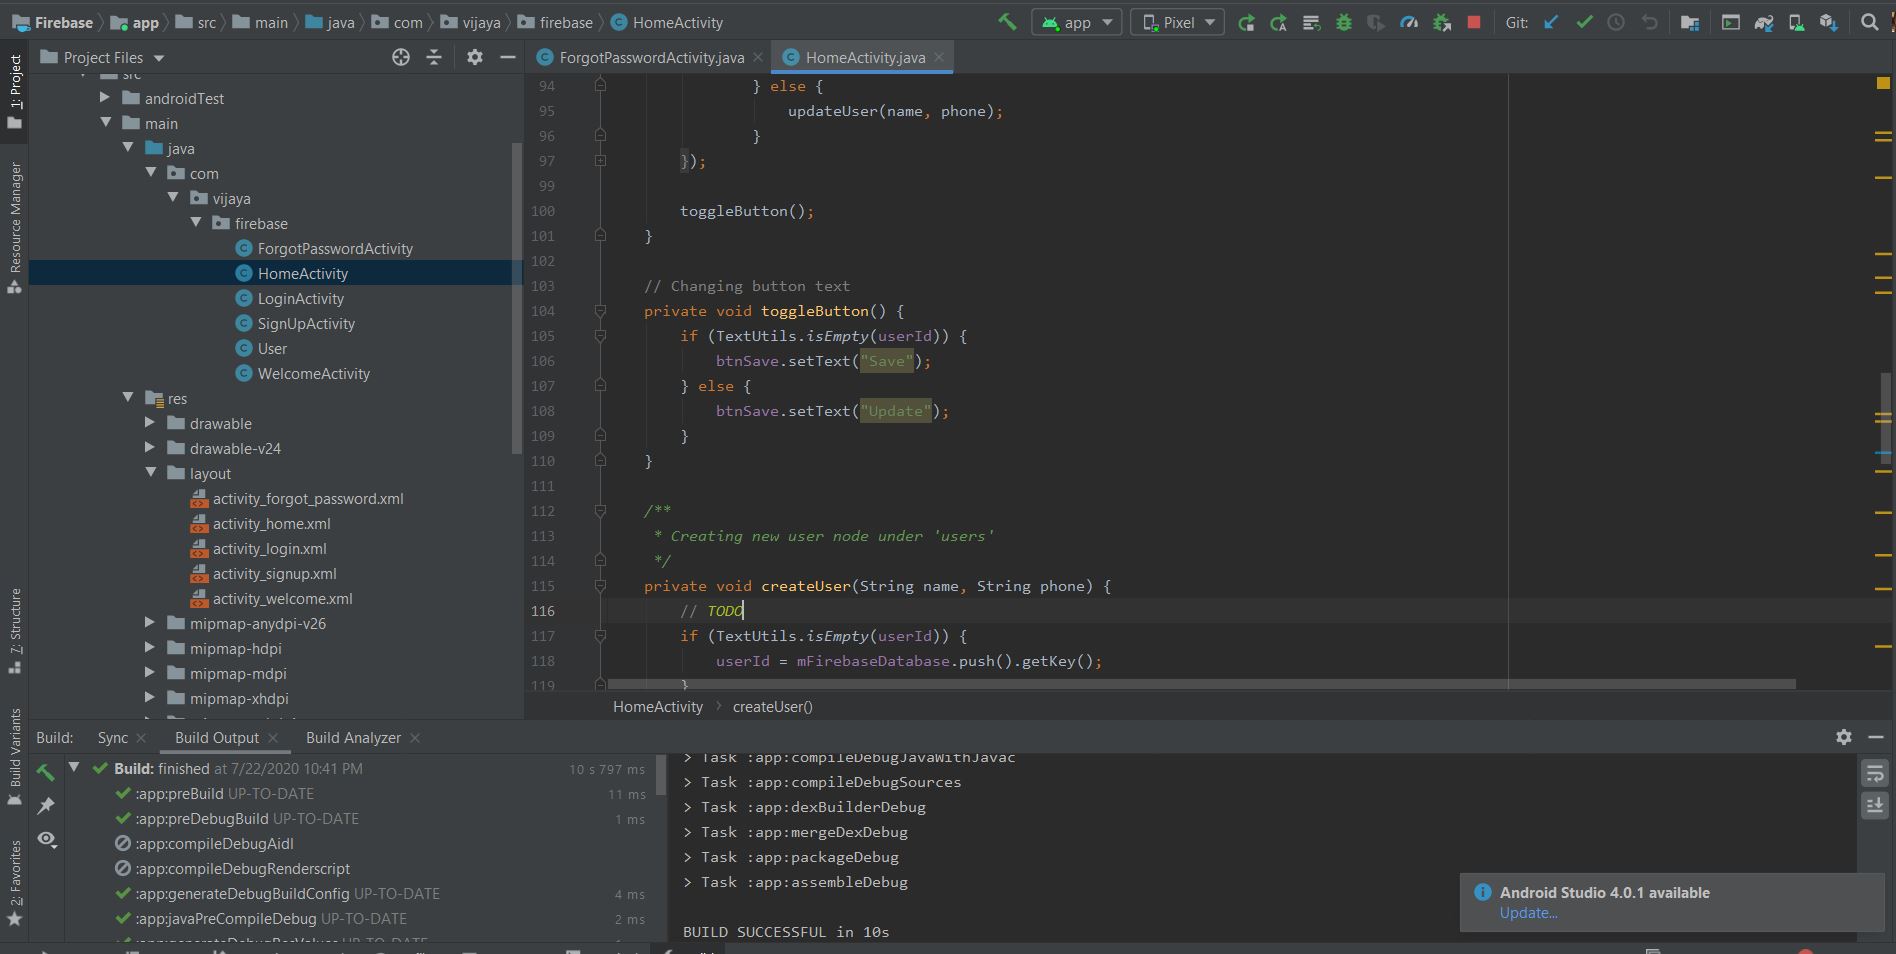 Firebase app src main java com vijaya firebase HomeActivity
app Pixel Git:
Project Files
ForgotPasswordActivity.java HomeActivity.java
1: Project
Resource Manager
7: Structure
Build Variants
2: Favorites
src
androidTest
main
java
com
vijaya
firebase
ForgotPasswordActivity
HomeActivity
LoginActivity
SignUpActivity
User
WelcomeActivity
res
drawable
drawable-v24
layout
activity_forgot_password.xml
activity_home.xml
activity_login.xml
activity_signup.xml
activity_welcome.xml
mipmap-anydpi-v26
mipmap-hdpi
mipmap-mdpi
mipmap-xhdpi
94 } else {
95 updateUser(name, phone);
96 }
97 });
99
100 toggleButton();
101 }
102
103 // Changing button text
104 private void toggleButton() {
105 if (TextUtils.isEmpty(userId)) {
106 btnSave.setText("Save");
107 } else {
108 btnSave.setText("Update");
109 }
110 }
111
112 /**
113 * Creating new user node under 'users'
114 */
115 private void createUser(String name, String phone) {
116 // TODO
117 if (TextUtils.isEmpty(userId)) {
118 userId = mFirebaseDatabase.push().getKey();
119 }
HomeActivity createUser()
Build: Sync Build Output Build Analyzer
Build: finished at 7/22/2020 10:41 PM 10 s 797 ms
:app:preBuild UP-TO-DATE 11 ms
:app:preDebugBuild UP-TO-DATE 1 ms
:app:compileDebugAidl
:app:compileDebugRenderscript
:app:generateDebugBuildConfig UP-TO-DATE 4 ms
:app:javaPreCompileDebug UP-TO-DATE 2 ms
:app:generateDebugResValues UP-TO-DATE
> Task :app:compileDebugJavaWithJavac
> Task :app:compileDebugSources
> Task :app:dexBuilderDebug
> Task :app:mergeDexDebug
> Task :app:packageDebug
> Task :app:assembleDebug
BUILD SUCCESSFUL in 10s
Android Studio 4.0.1 available
Update...